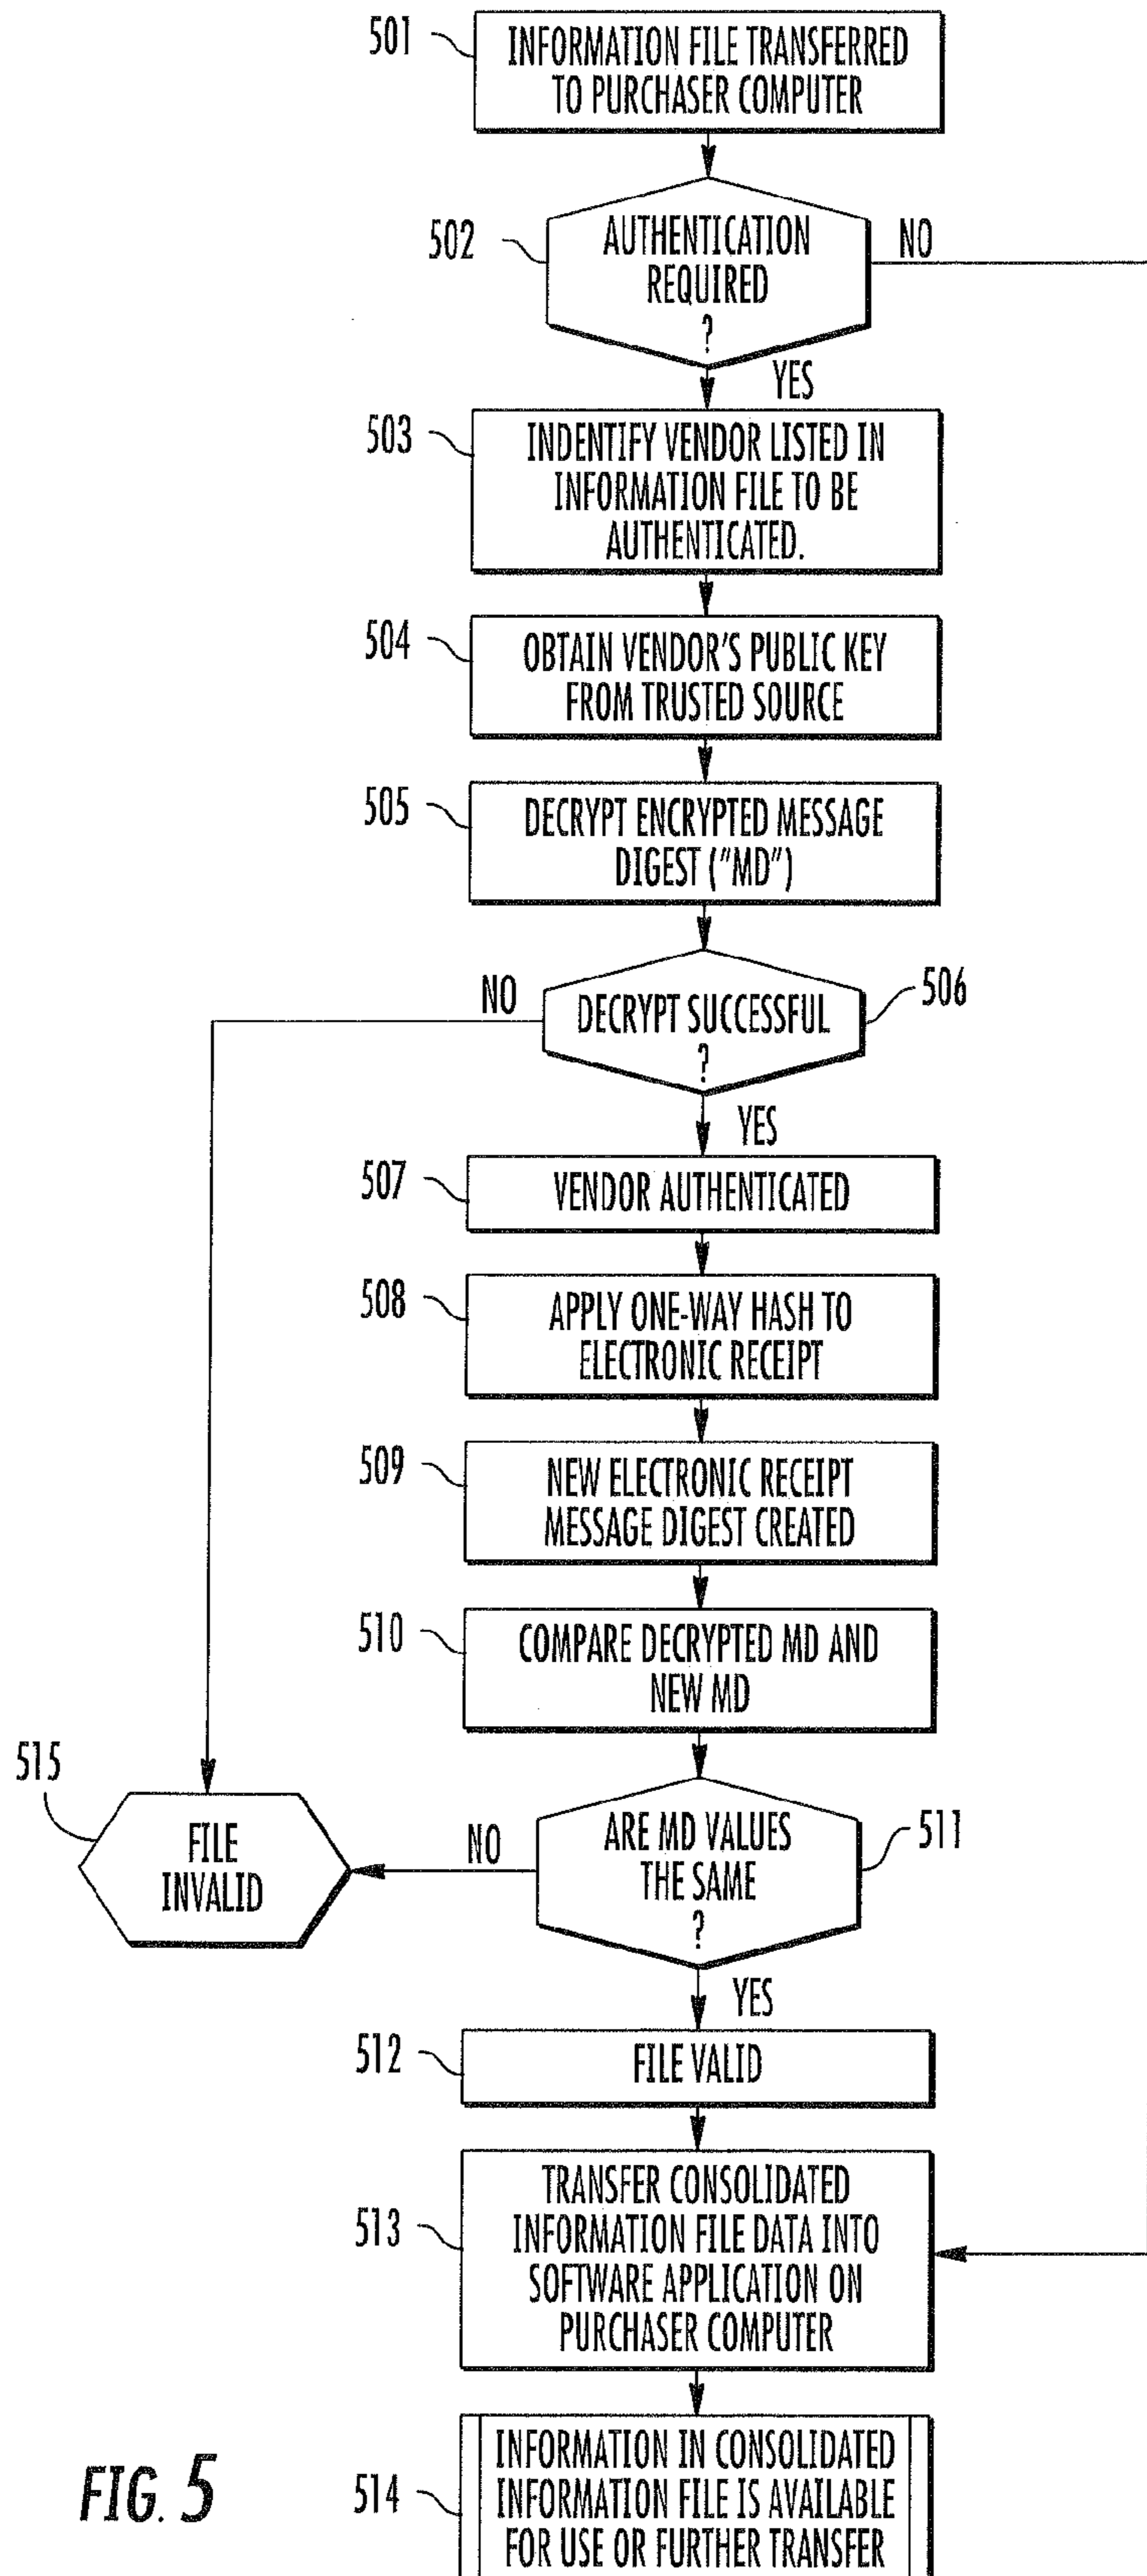 501
INFORMATION FILE TRANSFERRED
TO PURCHASER COMPUTER
502
AUTHENTICATION
REQUIRED
?
NO
YES
503
INDENTIFY VENDOR LISTED IN
INFORMATION FILE TO BE
AUTHENTICATED.
504
OBTAIN VENDOR'S PUBLIC KEY
FROM TRUSTED SOURCE
505
DECRYPT ENCRYPTED MESSAGE
DIGEST ("MD")
NO
DECRYPT SUCCESSFUL
?
506
YES
507
VENDOR AUTHENTICATED
508
APPLY ONE-WAY HASH TO
ELECTRONIC RECEIPT
509
NEW ELECTRONIC RECEIPT
MESSAGE DIGEST CREATED
510
COMPARE DECRYPTED MD AND
NEW MD
515
FILE
INVALID
NO
ARE MD VALUES
THE SAME
?
511
YES
512
FILE VALID
513
TRANSFER CONSOLIDATED
INFORMATION FILE DATA INTO
SOFTWARE APPLICATION ON
PURCHASER COMPUTER
514
INFORMATION IN CONSOLIDATED
INFORMATION FILE IS AVAILABLE
FOR USE OR FURTHER TRANSFER
FIG. 5